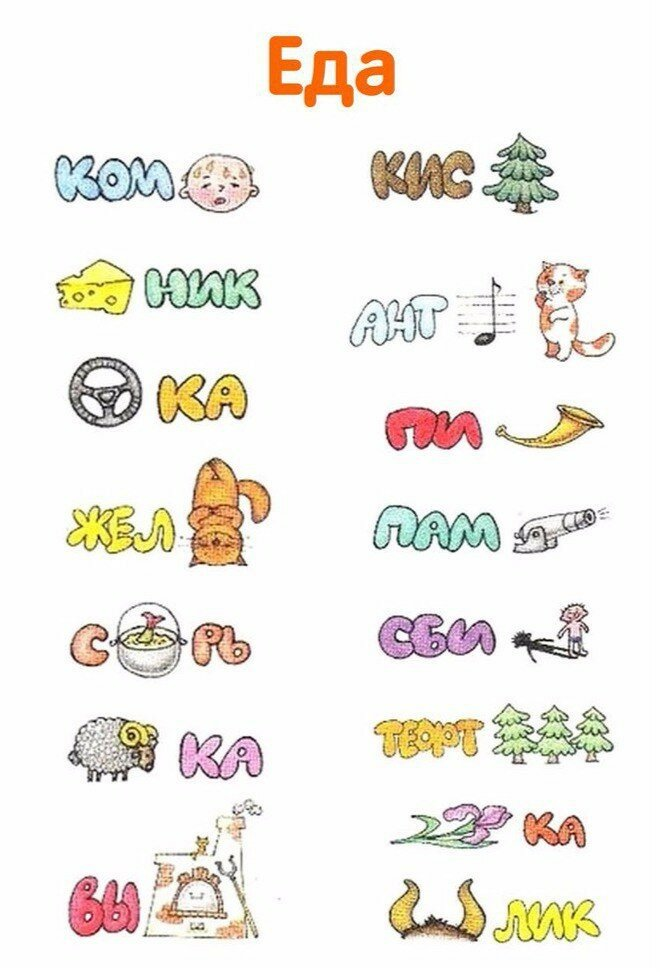 Еда
КОМ
КИС
НИК
АНТ
КА
ПИ
ЖЕЛ
ПАМ
С РЬ
СБИ
КА
ТЕФТ
ВЫ
КА
ЛИК